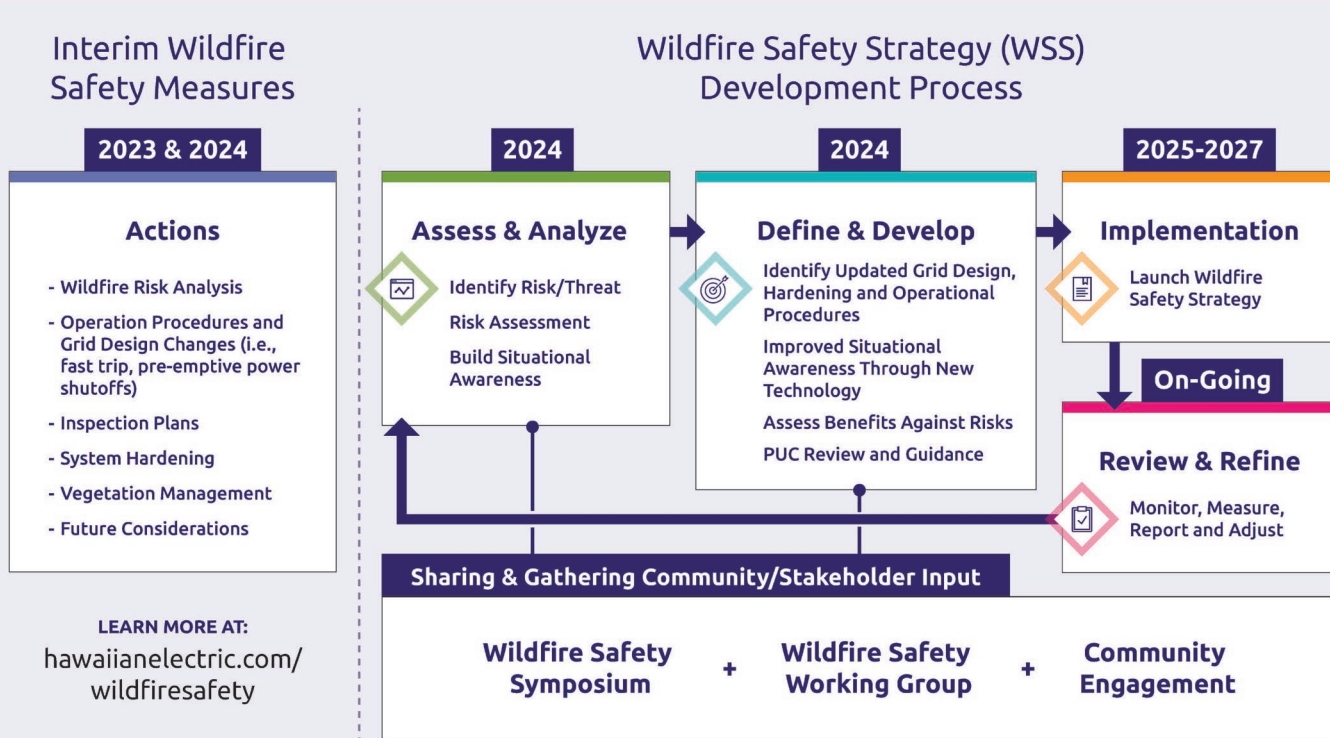 Interim Wildfire
Safety Measures
2023 & 2024
Actions
- Wildfire Risk Analysis
- Operation Procedures and
Grid Design Changes (i.e.,
fast trip, pre-emptive power
shutoffs)
- Inspection Plans
- System Hardening
- Vegetation Management
- Future Considerations
LEARN MORE AT:
hawaiianelectric.com/
wildfiresafety
Wildfire Safety Strategy (WSS)
Development Process
2024
Assess & Analyze
Identify Risk/Threat
Risk Assessment
Build Situational
Awareness
2024
Define & Develop
Identify Updated Grid Design,
Hardening and Operational
Procedures
Improved Situational
Awareness Through New
Technology
Assess Benefits Against Risks
PUC Review and Guidance
2025-2027
Implementation
Launch Wildfire
Safety Strategy
On-Going
Review & Refine
Monitor, Measure,
Report and Adjust
Sharing & Gathering Community/Stakeholder Input
Wildfire Safety
Symposium
+
Wildfire Safety
Working Group
+
Community
Engagement